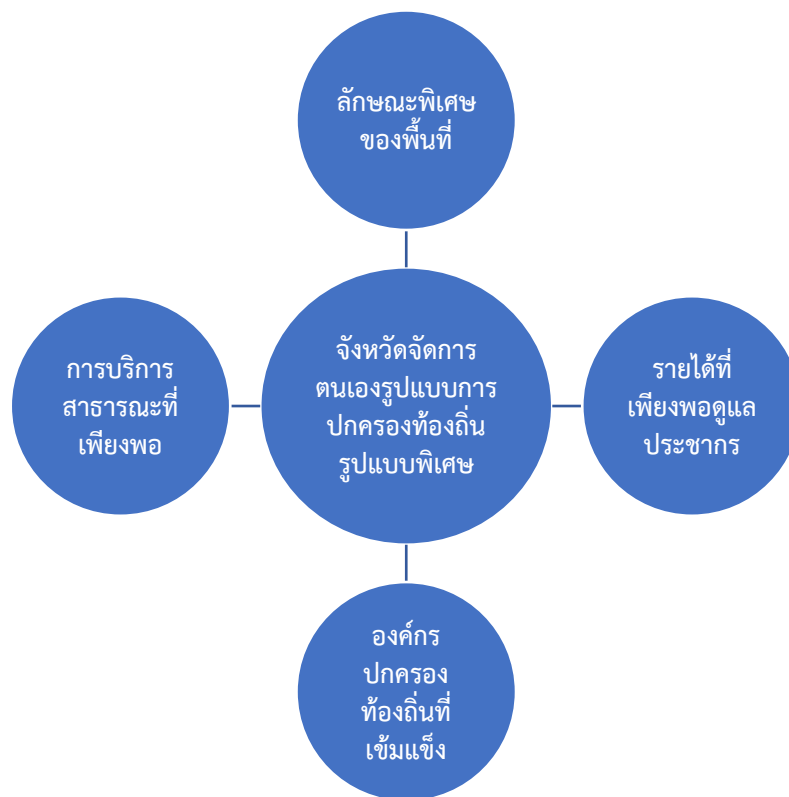 ลักษณะพิเศษ
ของพื้นที่
การบริการ
สาธารณะที่
เพียงพอ
จังหวัดจัดการ
ตนเองรูปแบบการ
ปกครองท้องถิ่น
รูปแบบพิเศษ
รายได้ที่
เพียงพอดูแล
ประชากร
องค์กร
ปกครอง
ท้องถิ่นที่
เข้มแข็ง